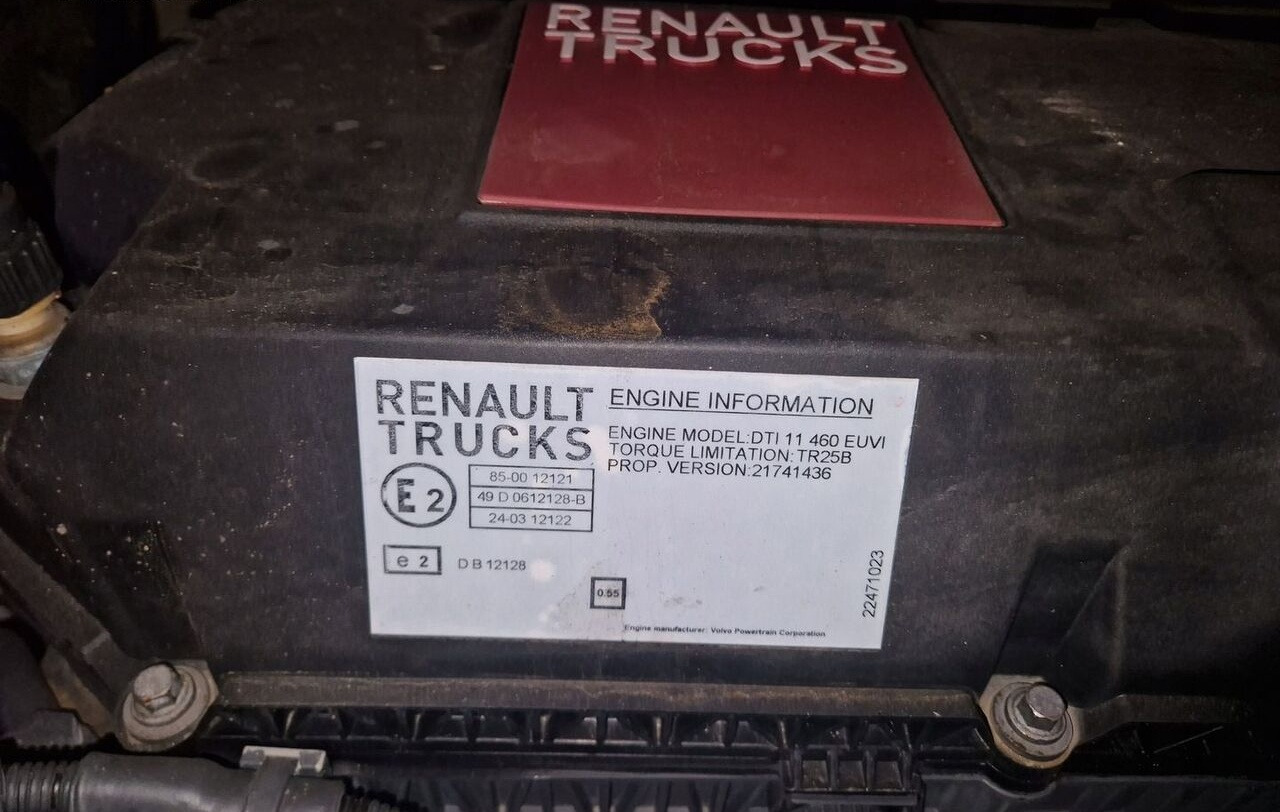 RENAULT
TRUCKS
RENAULT
TRUCKS
ENGINE INFORMATION
ENGINE MODEL:DTI 11 460 EUVI
TORQUE LIMITATION:TR25B
PROP. VERSION:21741436
E2
85-00 12121
49 D 0612128-B
24-03 12122
e 2
D B 12128
0.55
22471023
Engine manufacturer: Volvo Powertrain Corporation